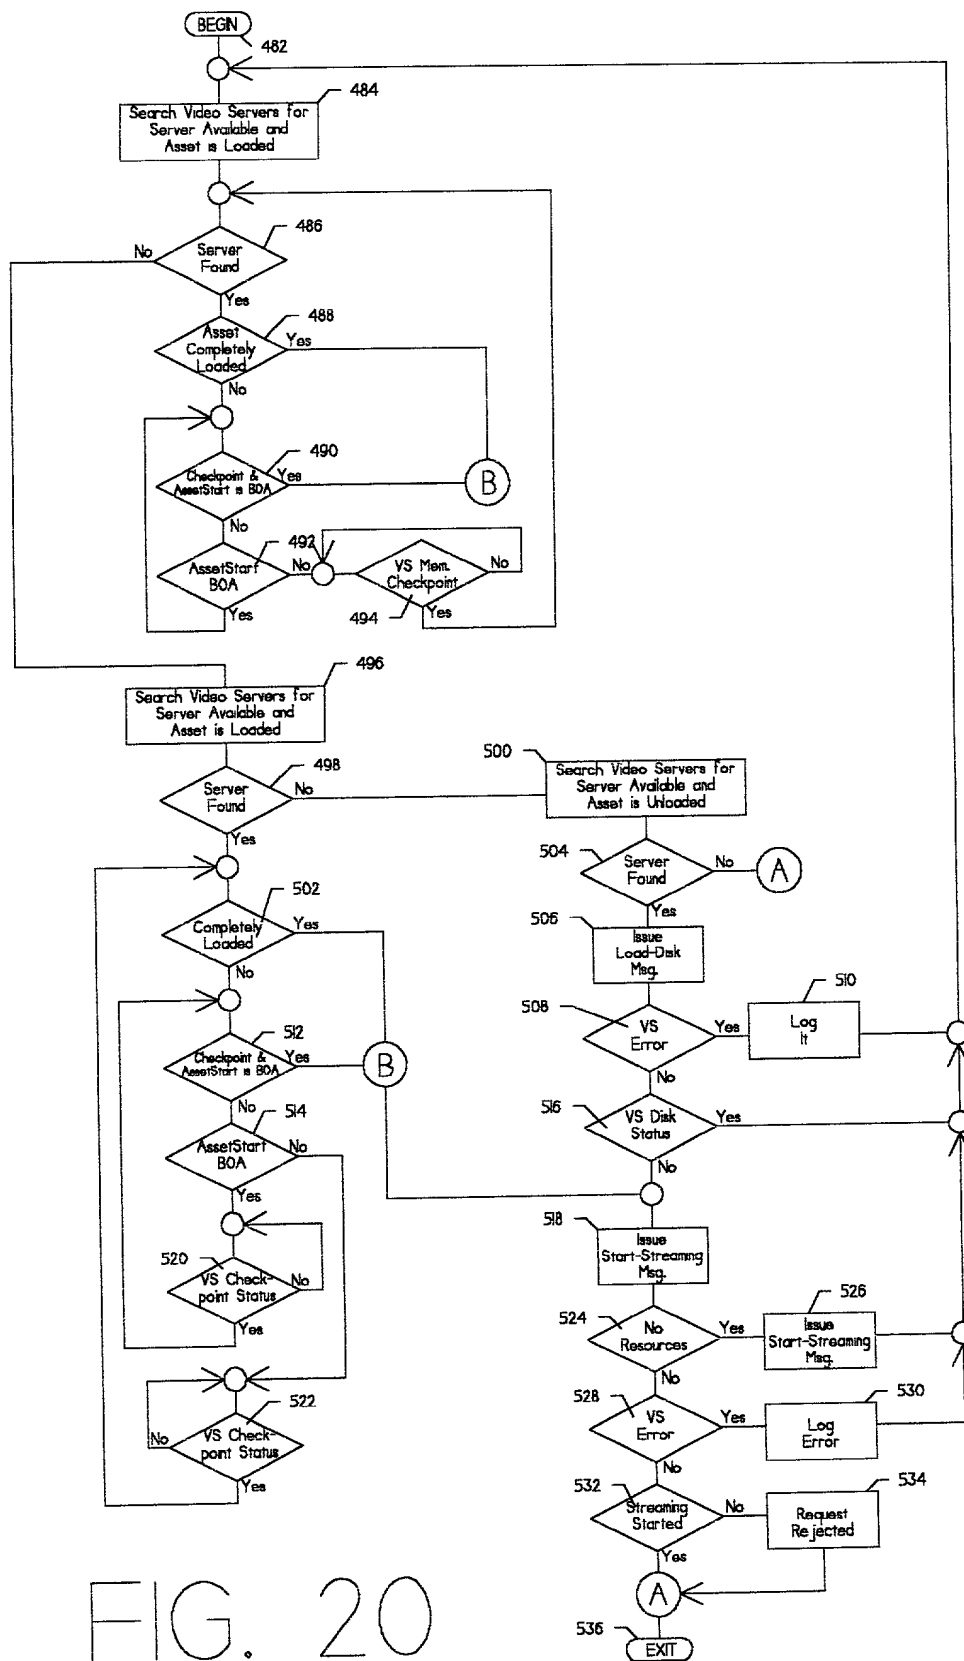 BEGIN
482
484
Search Video Servers for
Server Available and
Asset is Loaded
486
No
Server
Found
Yes
488
Asset
Completely
Loaded
Yes
No
490
Checkpoint &
AssetStart is BOA
Yes
B
No
492
AssetStart
BOA
No
Yes
VS Mem.
Checkpoint
No
494
Yes
496
Search Video Servers for
Server Available and
Asset is Loaded
498
Server
Found
No
Yes
500
Search Video Servers for
Server Available and
Asset is Unloaded
504
Server
Found
No
A
Yes
502
Completely
Loaded
Yes
No
506
Issue
Load-Disk
Msg.
508
VS
Error
Yes
No
510
Log
It
512
Checkpoint &
AssetStart is BOA
Yes
B
No
514
AssetStart
BOA
No
Yes
516
VS Disk
Status
Yes
No
518
Issue
Start-Streaming
Msg.
520
VS Check-
point Status
No
Yes
522
VS Check-
point Status
No
Yes
524
No
Resources
Yes
No
526
Issue
Start-Streaming
Msg.
528
VS
Error
Yes
No
530
Log
Error
532
Streaming
Started
No
Yes
534
Request
Rejected
A
536
EXIT
FIG. 20